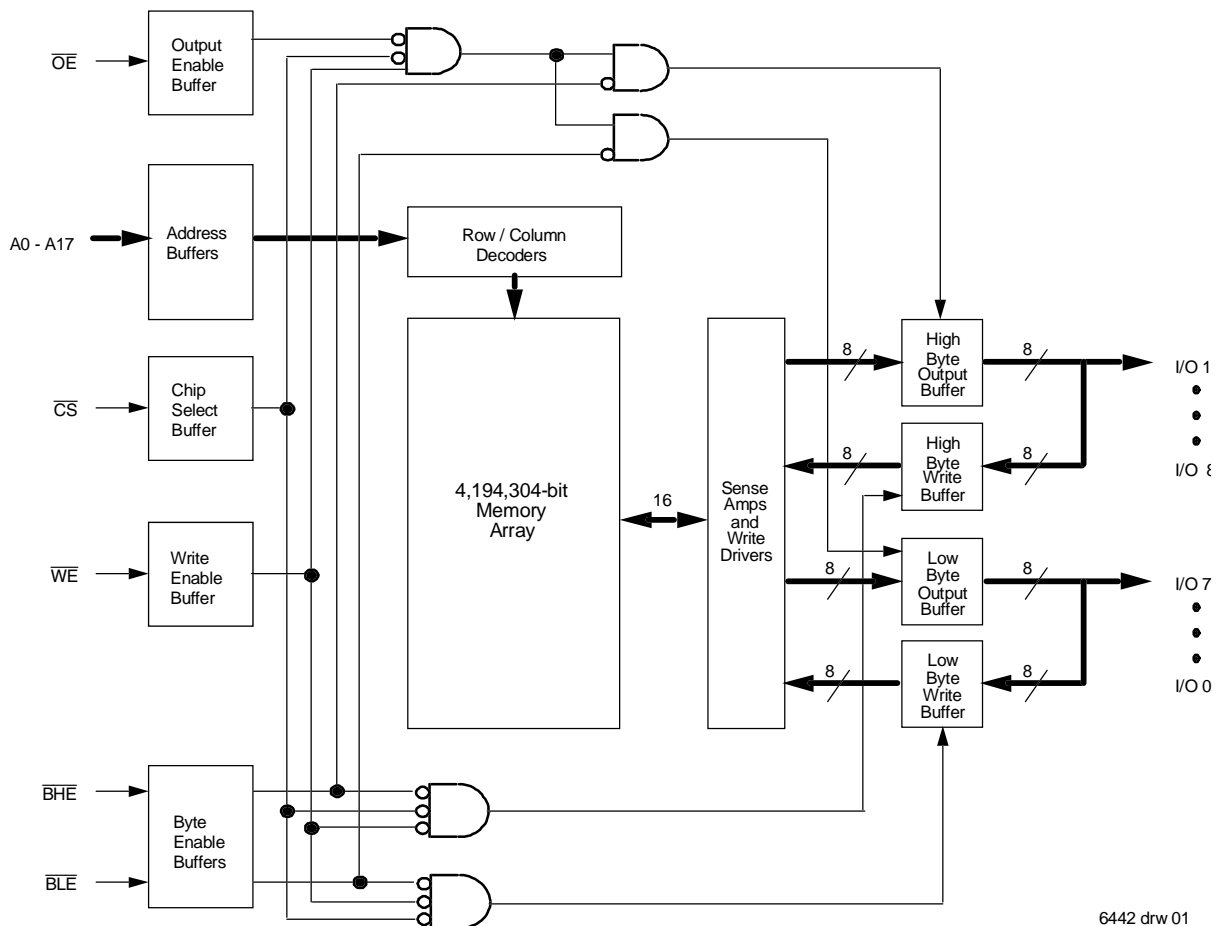 Output
Enable
Buffer
OE
A0 - A17
Address
Buffers
Row / Column
Decoders
CS
Chip
Select
Buffer
WE
Write
Enable
Buffer
4,194,304-bit
Memory
Array
16
Sense
Amps
and
Write
Drivers
8
High
Byte
Output
Buffer
8
I/O 1
8
High
Byte
Write
Buffer
8
I/O 8
8
Low
Byte
Output
Buffer
8
I/O 7
8
Low
Byte
Write
Buffer
8
I/O 0
BHE
Byte
Enable
Buffers
BLE
6442 drw 01